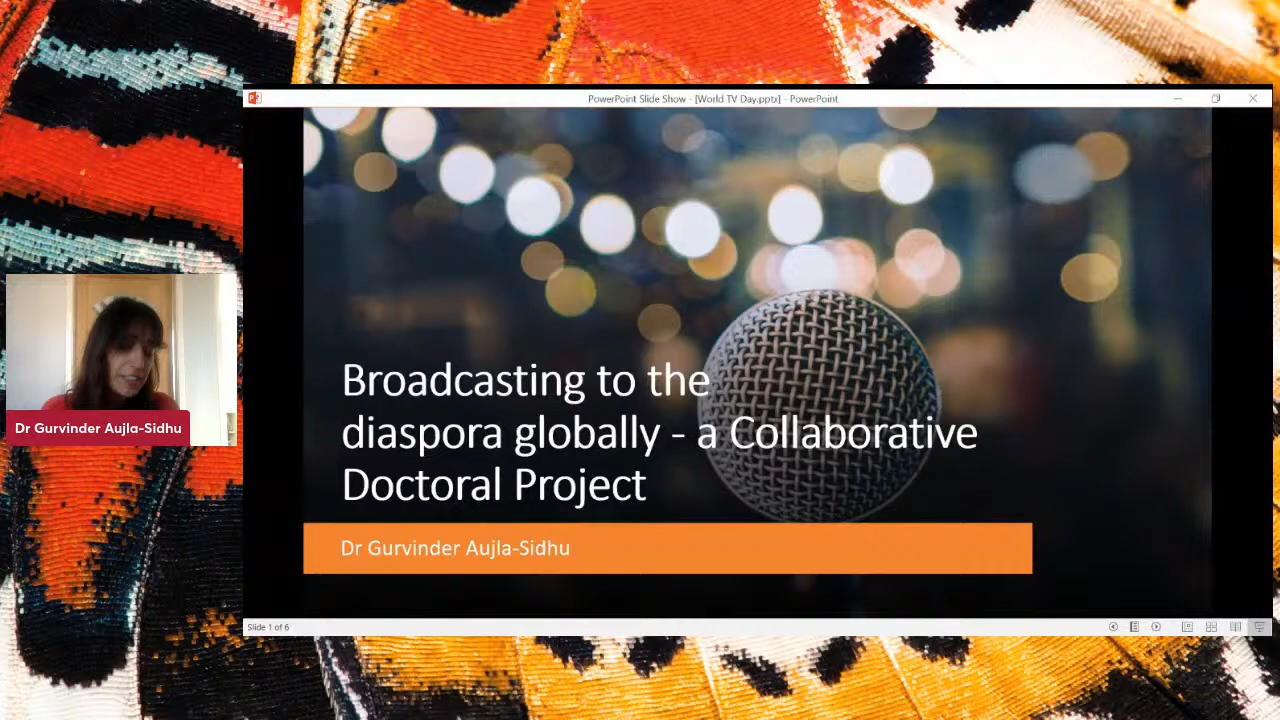 PowerPoint Slide Show - [World TV Day.pptx] - PowerPoint
Broadcasting to the
diaspora globally - a Collaborative
Doctoral Project
Dr Gurvinder Aujla-Sidhu
Dr Gurvinder Aujla-Sidhu
Slide 1 of 6